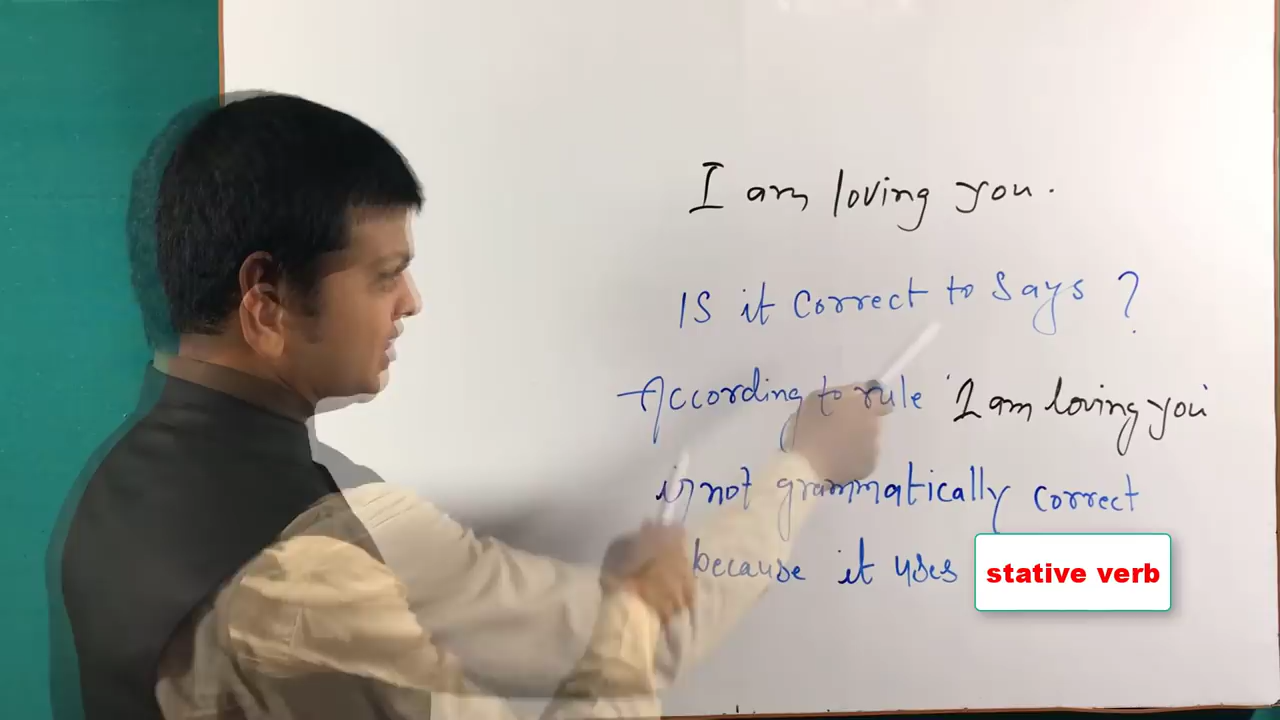 I am loving you.
IS it correct to says ?
According to rule 'I am loving you'
is not grammatically correct
because it uses stative verb